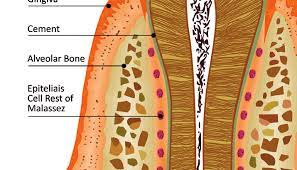 Gingiva
Cement
Alveolar Bone
Epiteliais
Cell Rest of
Malassez